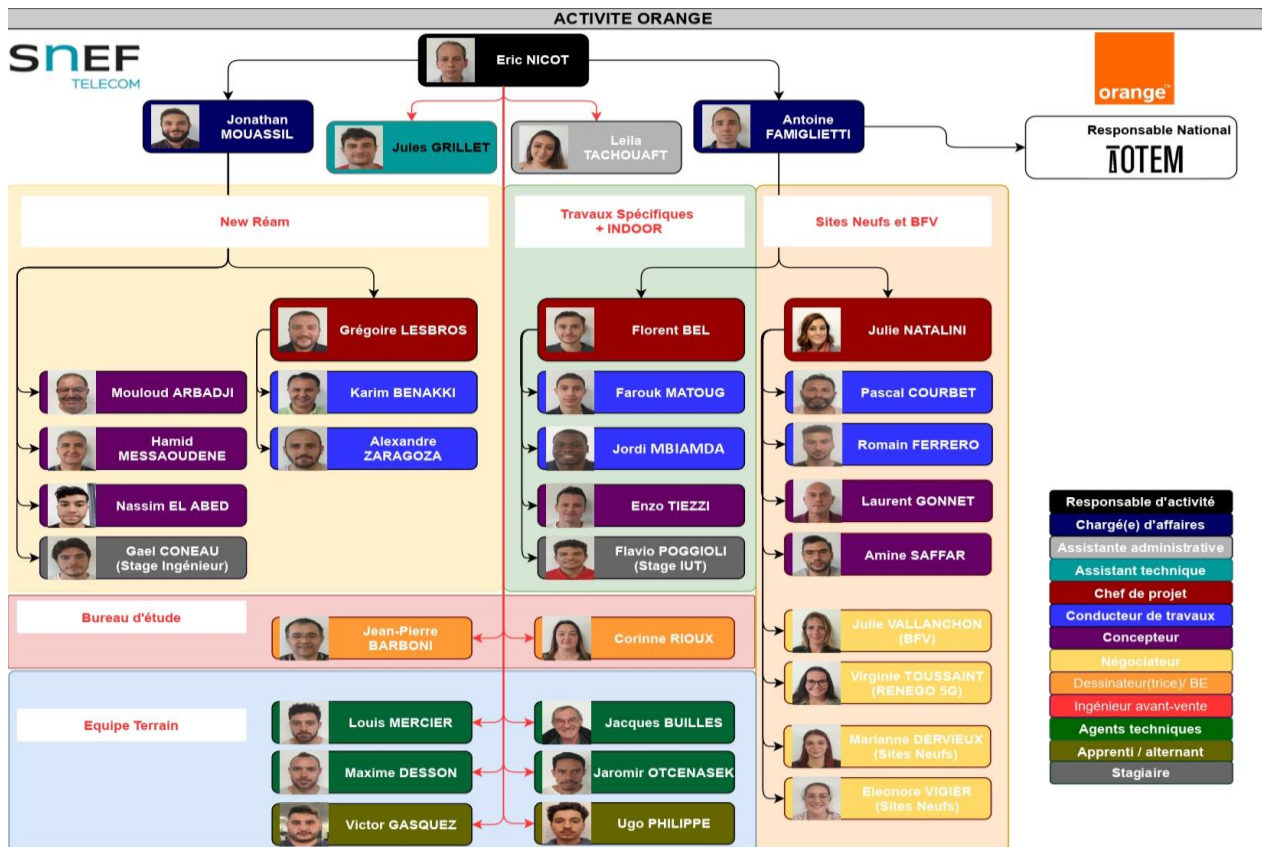 ACTIVITE ORANGE
SNEF
TELECOM
Eric NICOT
orange™
Jonathan
MOUASSIL
Jules GRILLET
Leila
TACHOUAFT
Antoine
FAMIGLIETTI
Responsable National
TOTEM
New Réam
Travaux Spécifiques
+ INDOOR
Sites Neufs et BFV
Grégoire LESBROS
Florent BEL
Julie NATALINI
Mouloud ARBADJI
Karim BENAKKI
Farouk MATOUG
Pascal COURBET
Hamid
MESSAOUDENE
Alexandre
ZARAGOZA
Jordi MBIAMDA
Romain FERRERO
Nassim EL ABED
Enzo TIEZZI
Laurent GONNET
Gael CONEAU
(Stage Ingénieur)
Flavio POGGIOLI
(Stage IUT)
Amine SAFFAR
Bureau d'étude
Jean-Pierre
BARBONI
Corinne RIOUX
Julie VALLANCHON
(BFV)
Virginie TOUSSAINT
(RENEGO 5G)
Equipe Terrain
Louis MERCIER
Jacques BUILLES
Marianne DERVIEUX
(Sites Neufs)
Maxime DESSON
Jaromir OTCENASEK
Eleonore VIGIER
(Sites Neufs)
Victor GASQUEZ
Ugo PHILIPPE
Responsable d'activité
Chargé(e) d'affaires
Assistante administrative
Assistant technique
Chef de projet
Conducteur de travaux
Concepteur
Négociateur
Dessinateur(trice)/ BE
Ingénieur avant-vente
Agents techniques
Apprenti / alternant
Stagiaire